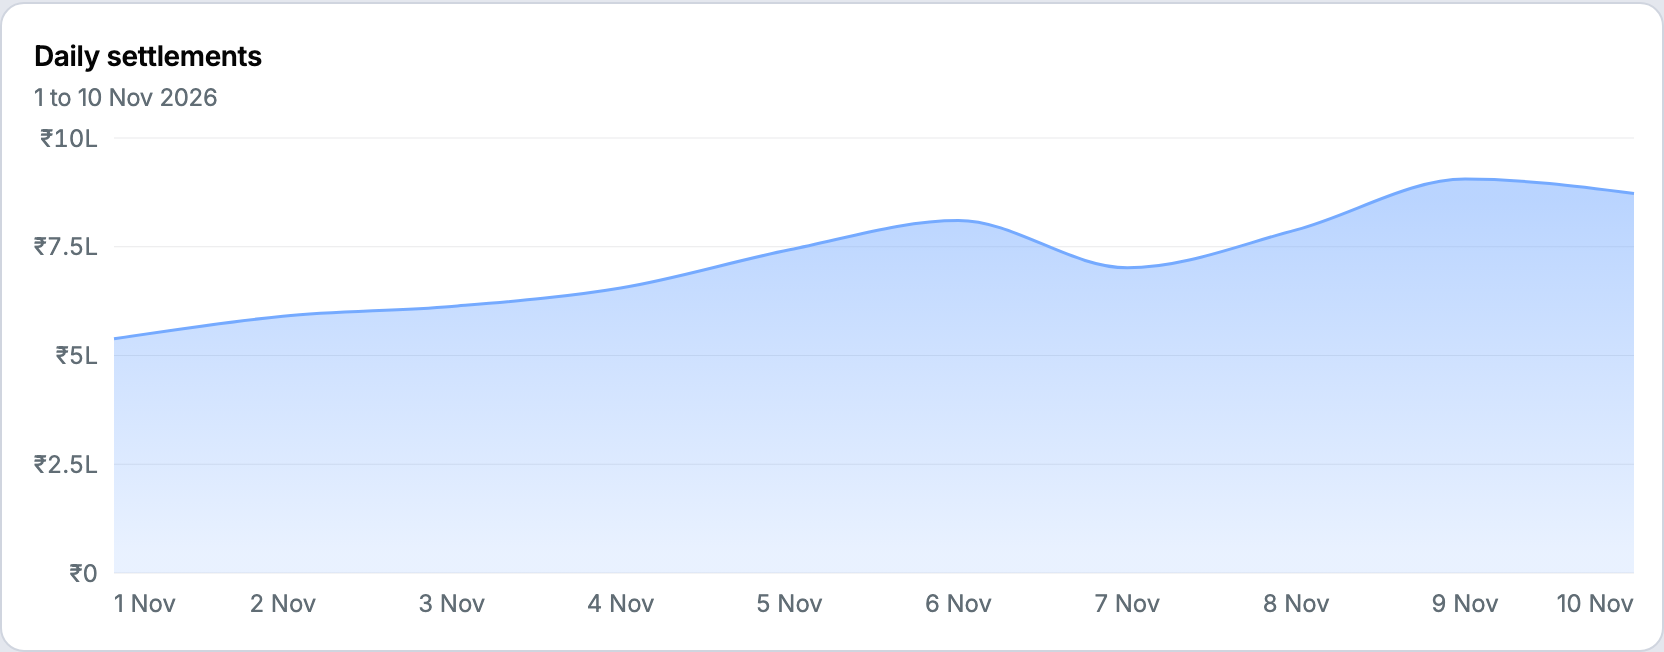 Daily settlements
1 to 10 Nov 2026
₹10L
₹7.5L
₹5L
₹2.5L
₹0
1 Nov 2 Nov 3 Nov 4 Nov 5 Nov 6 Nov 7 Nov 8 Nov 9 Nov 10 Nov